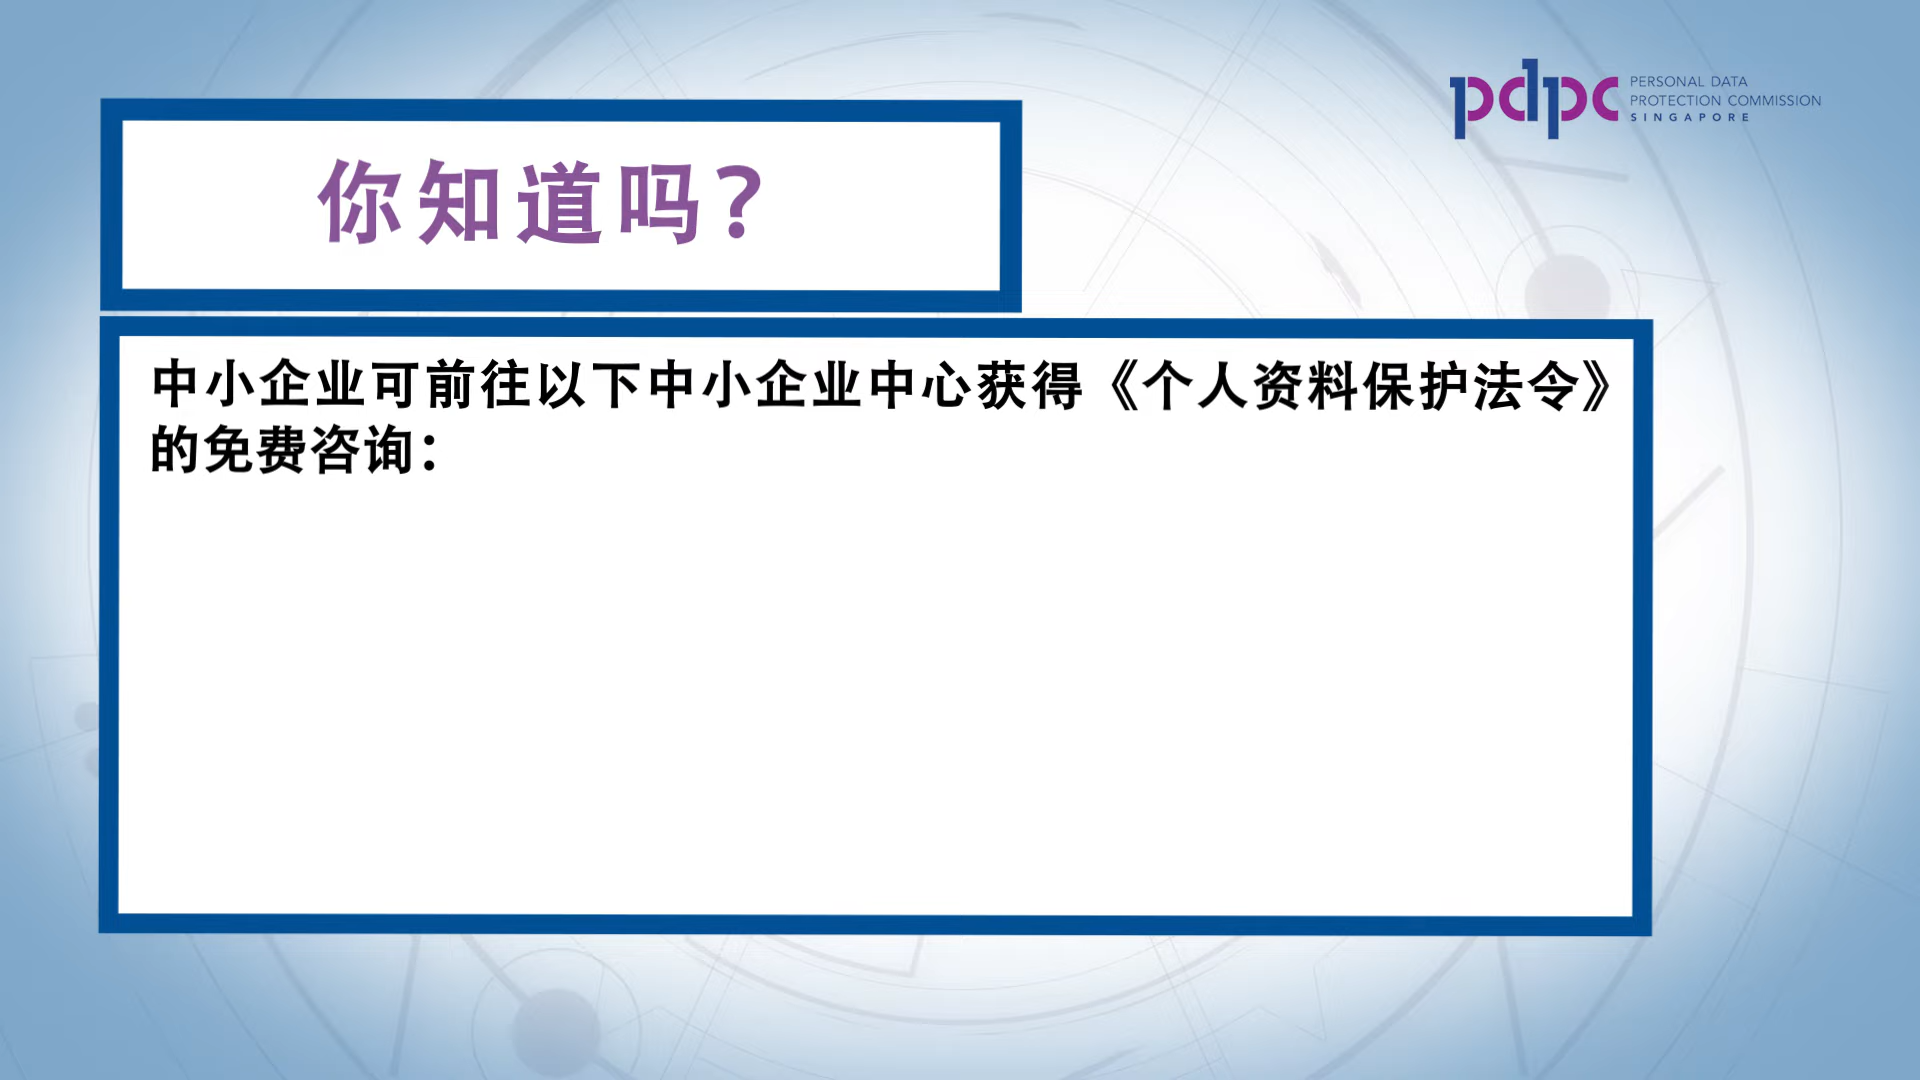 pdpc
PERSONAL DATA
PROTECTION COMMISSION
SINGAPORE
你知道吗？
中小企业可前往以下中小企业中心获得《个人资料保护法令》
的免费咨询：